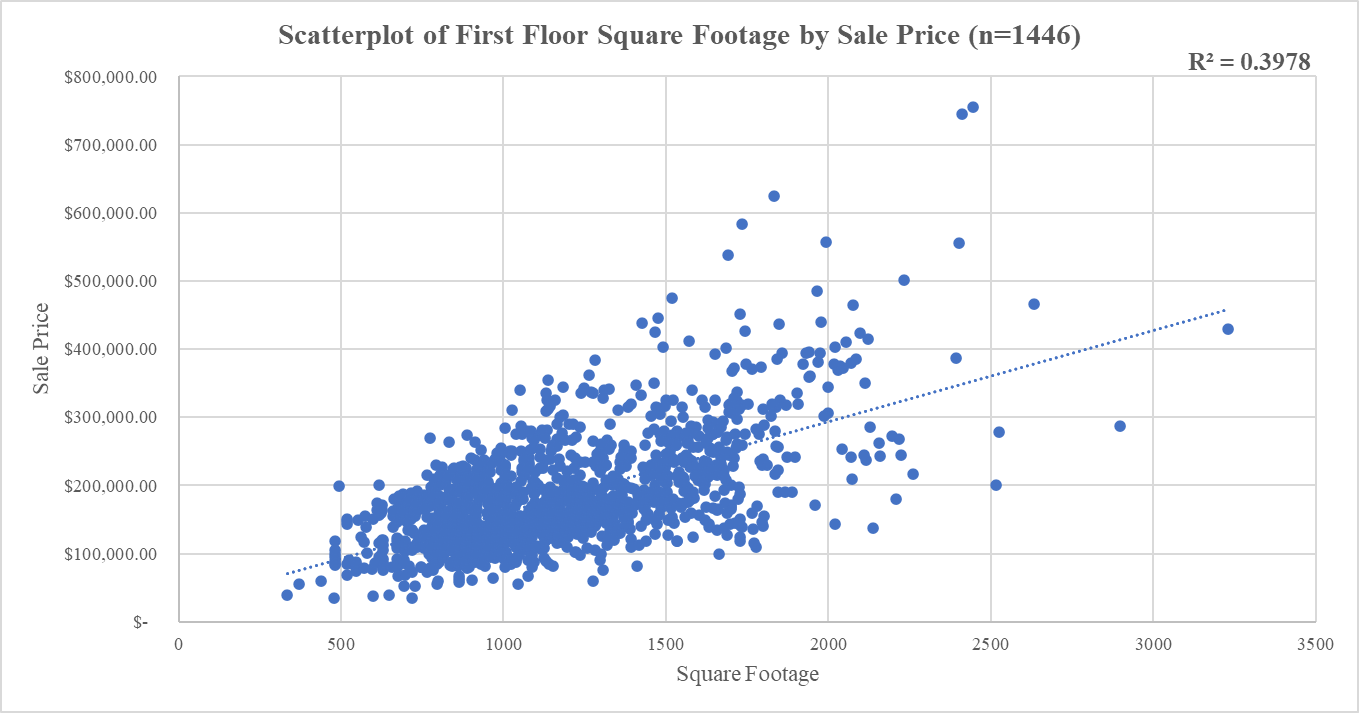 Scatterplot of First Floor Square Footage by Sale Price (n=1446)
R² = 0.3978
$800,000.00
$700,000.00
$600,000.00
$500,000.00
$400,000.00
$300,000.00
$200,000.00
$100,000.00
$-
Sale Price
0 500 1000 1500 2000 2500 3000 3500
Square Footage